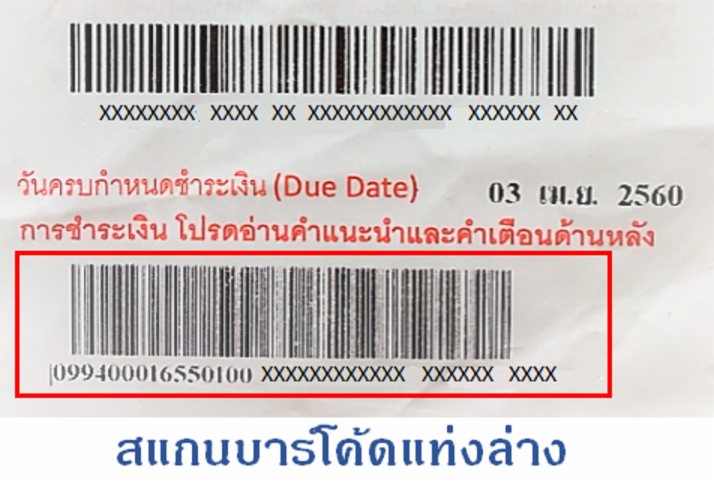 XXXXXXXX XXXX XX XXXXXXXXXXXX XXXXXX XX
วันครบกำหนดชำระเงิน (Due Date) 03 เม.ย. 2560
การชำระเงิน โปรดอ่านคำแนะนำและคำเตือนด้านหลัง
|099400016550100 XXXXXXXXXXXX XXXXXX XXXX
สแกนบาร์โค้ดแท่งล่าง